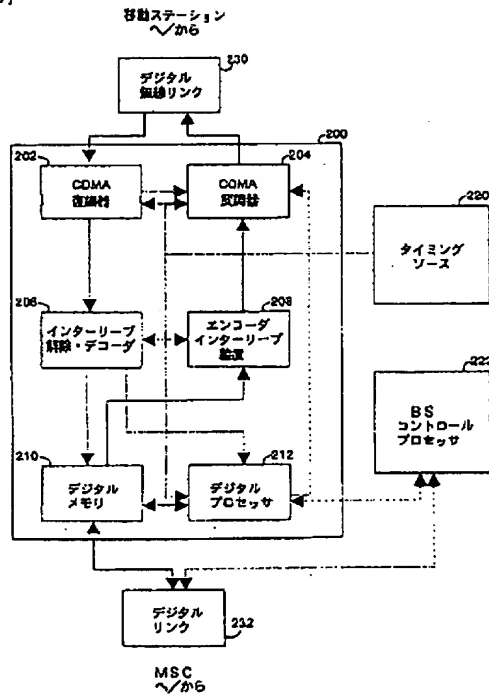 移動ステーション
へ/から
230
デジタル
無線リンク
200
202
CDMA
復調器
204
CDMA
変調器
220
タイミング
ソース
206
インターリーブ
解除・デコーダ
208
エンコーダ
インターリーブ
装置
222
BS
コントロール
プロセッサ
210
デジタル
メモリ
212
デジタル
プロセッサ
デジタル
リンク
232
MSC
へ/から